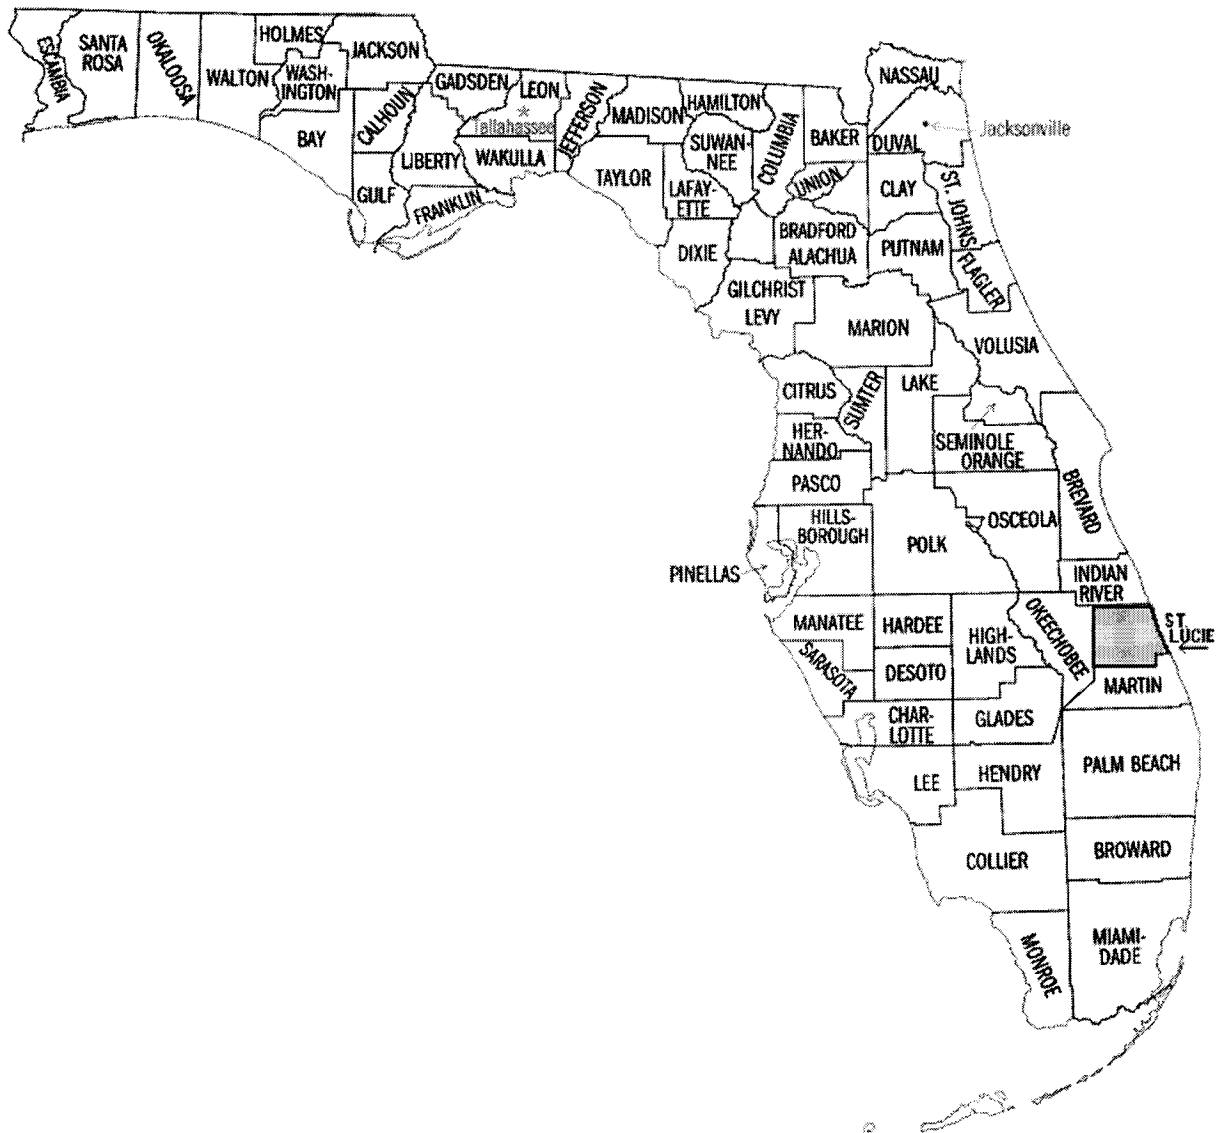 ESCAMBIA
SANTA
ROSA
OKALOOSA
WALTON
HOLMES
WASH-
INGTON
JACKSON
BAY
CALHOUN
GULF
GADSDEN
LIBERTY
FRANKLIN
LEON
Tallahassee
WAKULLA
JEFFERSON
MADISON
TAYLOR
HAMILTON
SUWAN-
NEE
LAFAY-
ETTE
DIXIE
COLUMBIA
BAKER
UNION
BRADFORD
ALACHUA
GILCHRIST
LEVY
NASSAU
DUVAL
Jacksonville
CLAY
ST. JOHNS
PUTNAM
FLAGLER
MARION
VOLUSIA
CITRUS
SUMTER
LAKE
HER-
NANDO
SEMINOLE
ORANGE
PASCO
BREVARD
HILLS-
BOROUGH
POLK
OSCEOLA
PINELLAS
INDIAN
RIVER
MANATEE
HARDEE
HIGH-
LANDS
OKEECHOBEE
ST
LUCIE
SARASOTA
DESOTO
MARTIN
CHAR-
LOTTE
GLADES
LEE
HENDRY
PALM BEACH
COLLIER
BROWARD
MONROE
MIAMI-
DADE